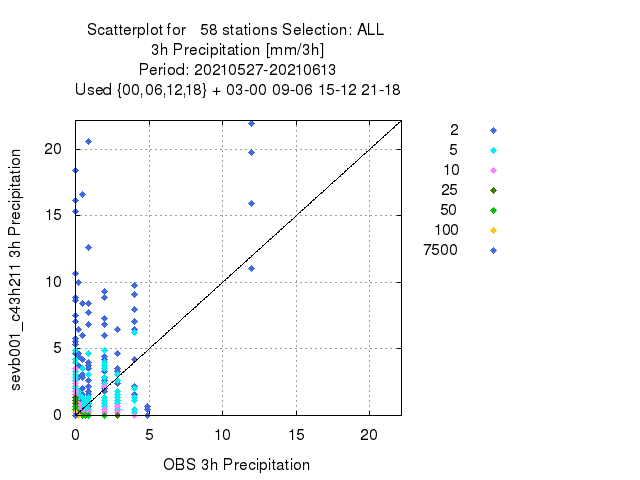 Scatterplot for 58 stations Selection: ALL
3h Precipitation [mm/3h]
Period: 20210527-20210613
Used {00,06,12,18} + 03-00 09-06 15-12 21-18
sevb001_c43h211 3h Precipitation
20
15
10
5
0
0 5 10 15 20
OBS 3h Precipitation
2
5
10
25
50
100
7500